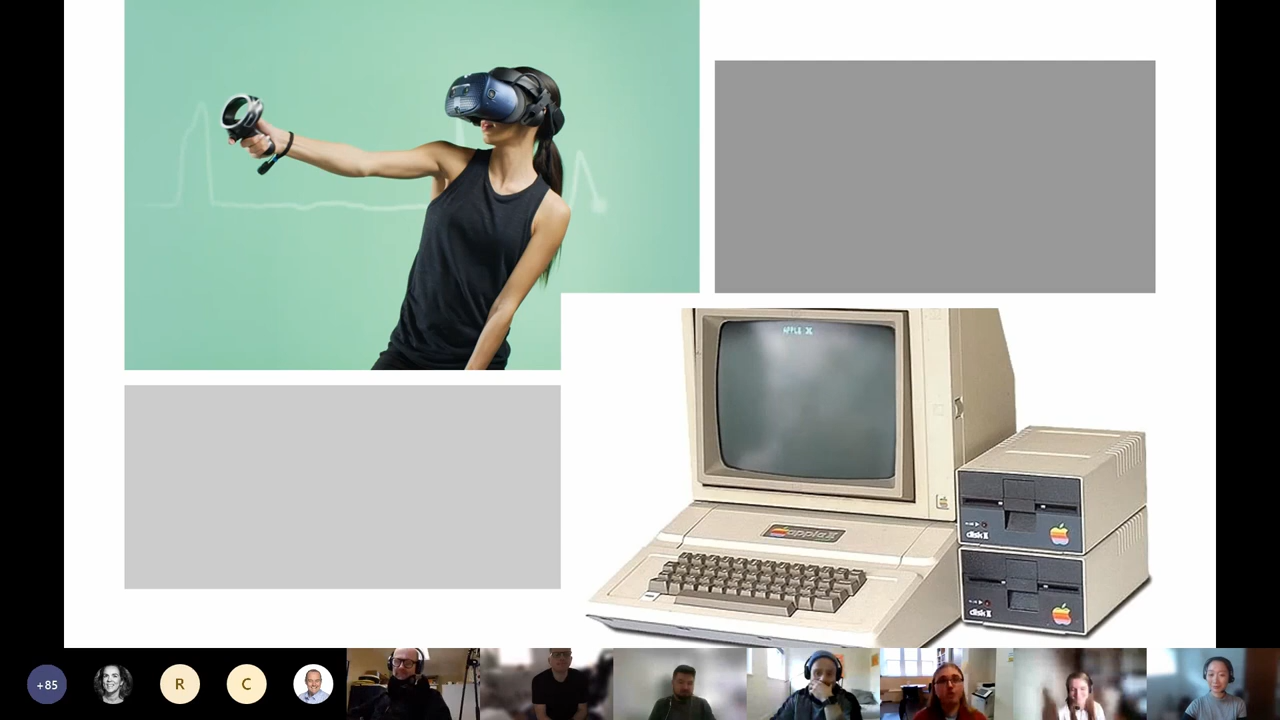 APPLE ][
apple ][
disk ][
disk ][
+85
R
C